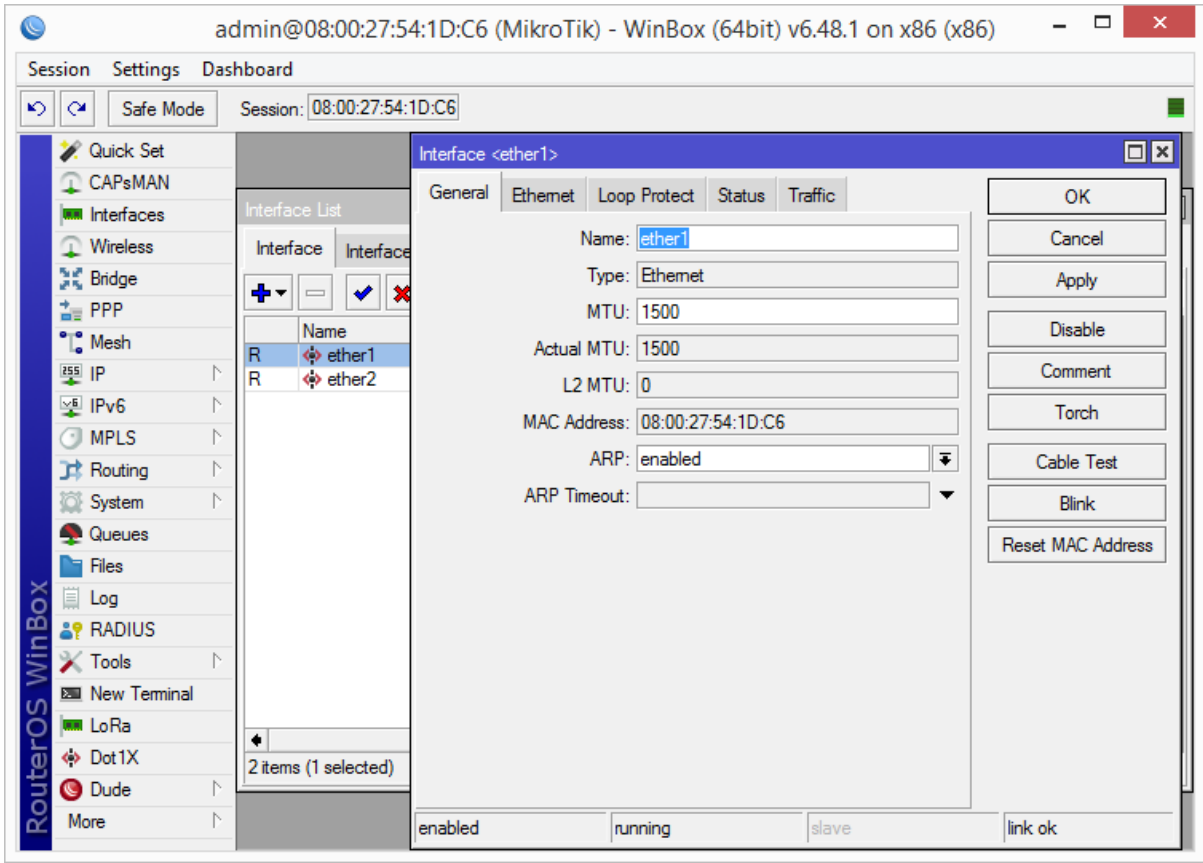 admin@08:00:27:54:1D:C6 (MikroTik) - WinBox (64bit) v6.48.1 on x86 (x86)
Session Settings Dashboard
Safe Mode Session: 08:00:27:54:1D:C6
RouterOS WinBox
Quick Set
CAPsMAN
Interfaces
Wireless
Bridge
PPP
Mesh
IP
IPv6
MPLS
Routing
System
Queues
Files
Log
RADIUS
Tools
New Terminal
LoRa
Dot1X
Dude
More
Interface List
Interface Interface
Name
R ether1
R ether2
2 items (1 selected)
Interface <ether1>
General Ethernet Loop Protect Status Traffic
Name: ether1
Type: Ethernet
MTU: 1500
Actual MTU: 1500
L2 MTU: 0
MAC Address: 08:00:27:54:1D:C6
ARP: enabled
ARP Timeout:
OK
Cancel
Apply
Disable
Comment
Torch
Cable Test
Blink
Reset MAC Address
enabled running slave link ok